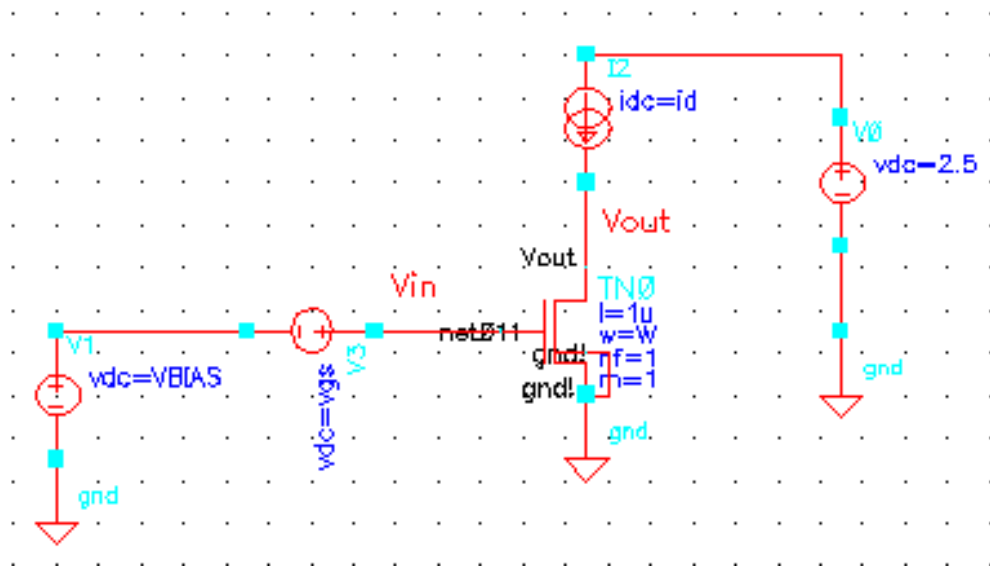 I2
idc=id
V0
vdc=2.5
Vout
Vout
Vin
TN0
l=1u
w=W
nf=1
m=1
net011
gnd!
gnd!
V1
V3
vdc=VBIAS
vdc=vgs
gnd
gnd
gnd